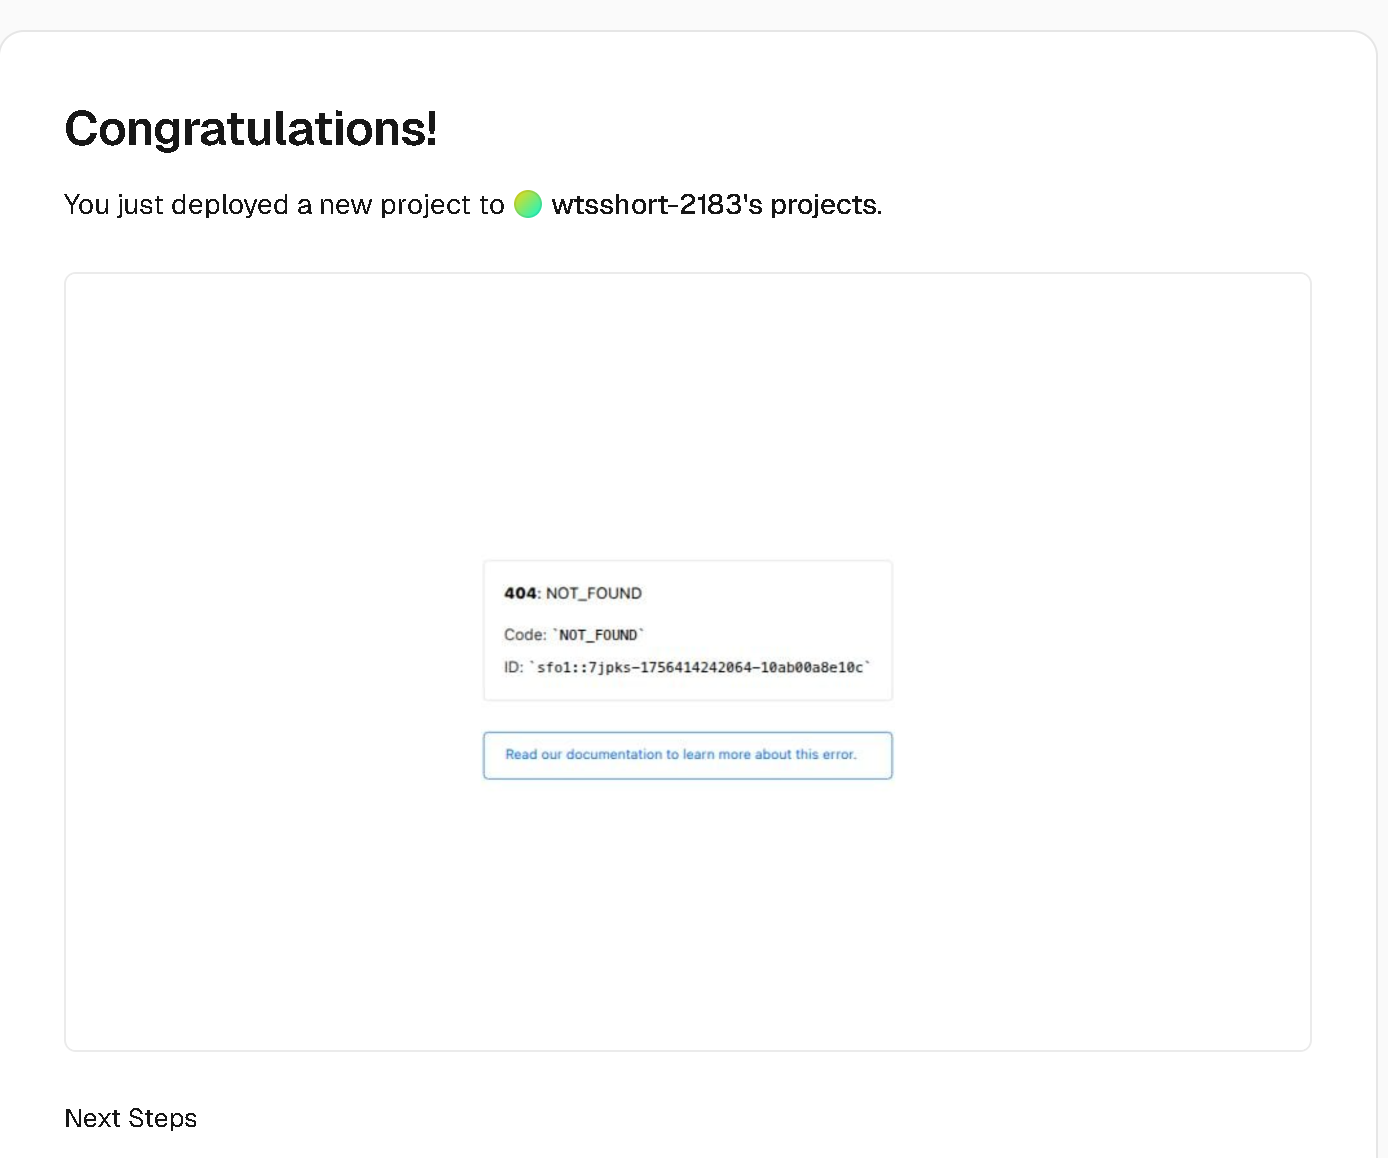 Congratulations!
You just deployed a new project to wtsshort-2183's projects.
404: NOT_FOUND
Code: `NOT_FOUND`
ID: `sfo1::7jpks-1756414242064-10ab00a8e10c`
Read our documentation to learn more about this error.
Next Steps